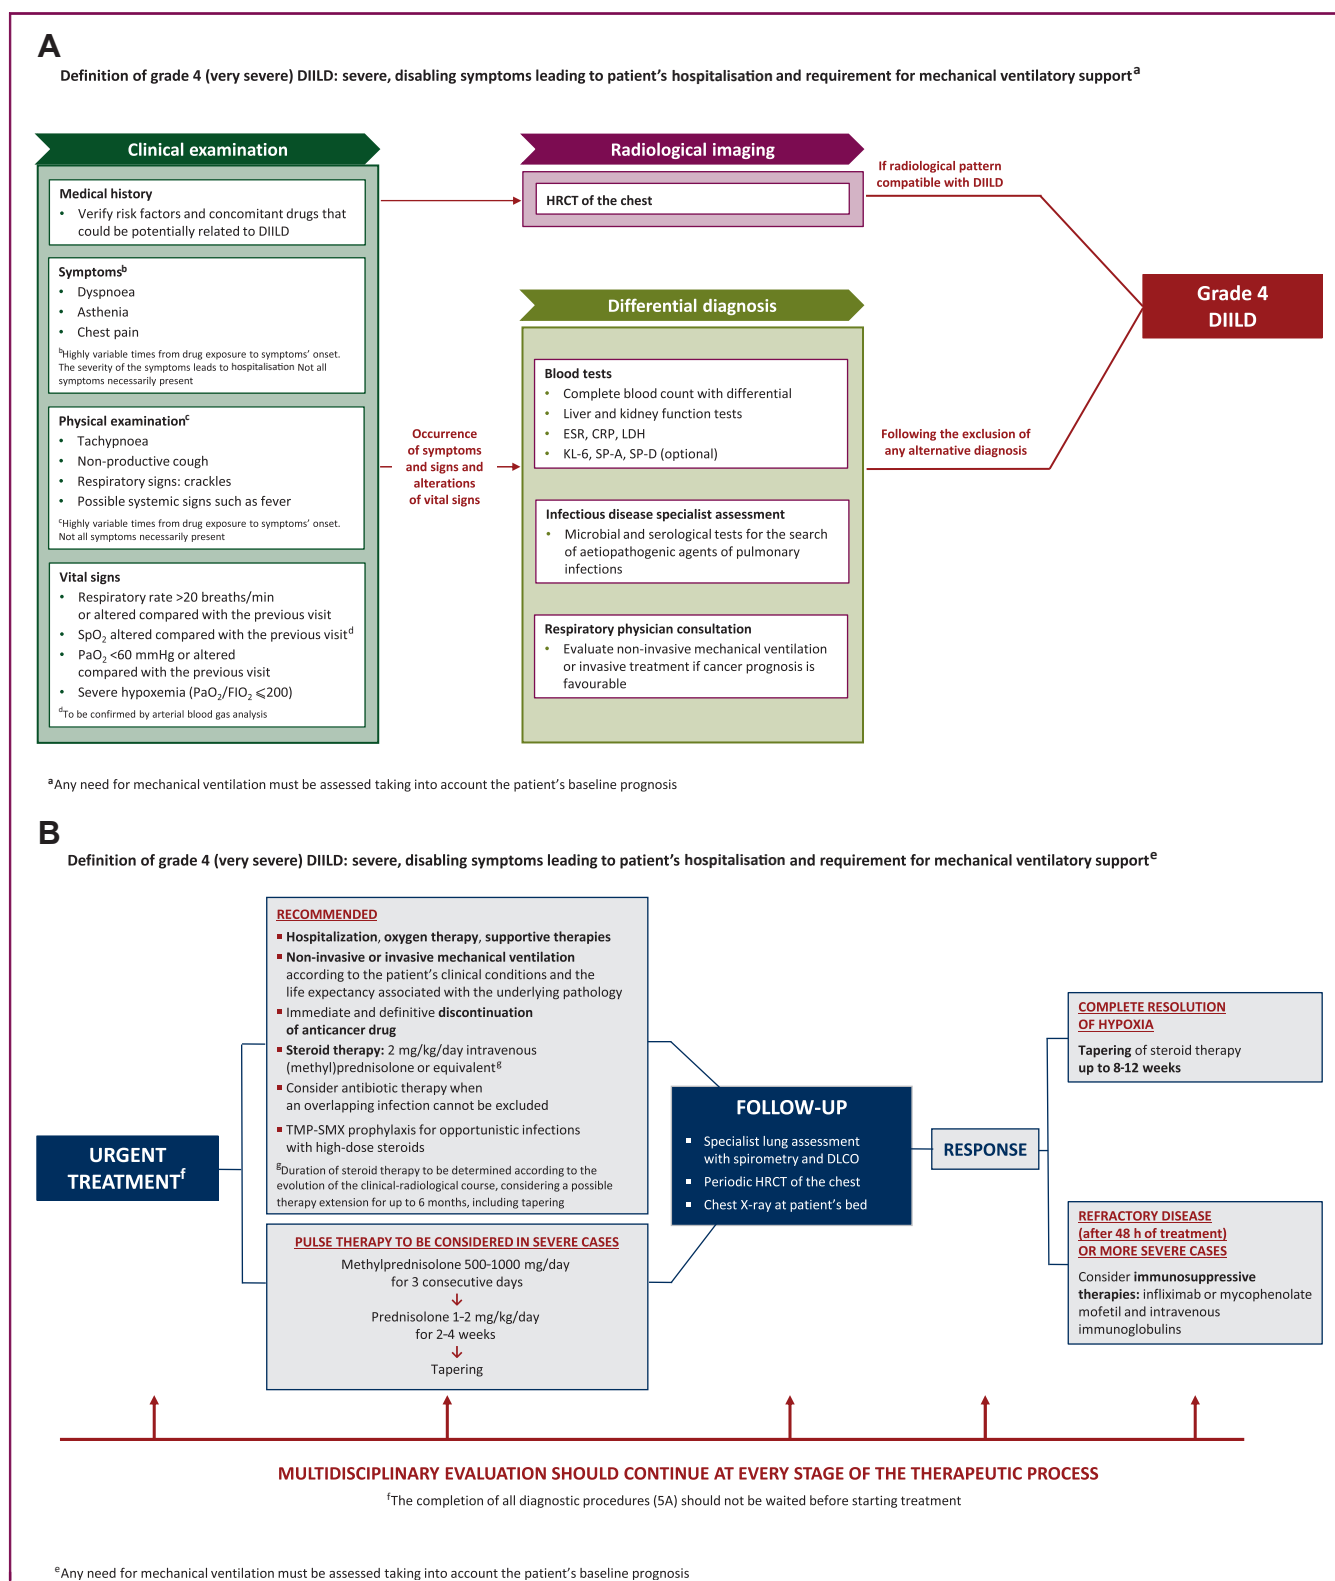 A
Definition of grade 4 (very severe) DIILD: severe, disabling symptoms leading to patient's hospitalisation and requirement for mechanical ventilatory support^a
Clinical examination
Medical history
• Verify risk factors and concomitant drugs that
could be potentially related to DIILD
Symptoms^b
• Dyspnoea
• Asthenia
• Chest pain
^bHighly variable times from drug exposure to symptoms' onset.
The severity of the symptoms leads to hospitalisation Not all
symptoms necessarily present
Physical examination^c
• Tachypnoea
• Non-productive cough
• Respiratory signs: crackles
• Possible systemic signs such as fever
^cHighly variable times from drug exposure to symptoms' onset.
Not all symptoms necessarily present
Vital signs
• Respiratory rate >20 breaths/min
or altered compared with the previous visit
• SpO₂ altered compared with the previous visit^d
• PaO₂ <60 mmHg or altered
compared with the previous visit
• Severe hypoxemia (PaO₂/FIO₂ ⩽200)
^dTo be confirmed by arterial blood gas analysis
Occurrence
of symptoms
and signs and
alterations
of vital signs
Radiological imaging
HRCT of the chest
Differential diagnosis
Blood tests
• Complete blood count with differential
• Liver and kidney function tests
• ESR, CRP, LDH
• KL-6, SP-A, SP-D (optional)
Infectious disease specialist assessment
• Microbial and serological tests for the search
of aetiopathogenic agents of pulmonary
infections
Respiratory physician consultation
• Evaluate non-invasive mechanical ventilation
or invasive treatment if cancer prognosis is
favourable
If radiological pattern
compatible with DIILD
Following the exclusion of
any alternative diagnosis
Grade 4
DIILD
^aAny need for mechanical ventilation must be assessed taking into account the patient's baseline prognosis
B
Definition of grade 4 (very severe) DIILD: severe, disabling symptoms leading to patient's hospitalisation and requirement for mechanical ventilatory support^e
URGENT
TREATMENT^f
RECOMMENDED
▪ Hospitalization, oxygen therapy, supportive therapies
▪ Non-invasive or invasive mechanical ventilation
according to the patient's clinical conditions and the
life expectancy associated with the underlying pathology
▪ Immediate and definitive discontinuation
of anticancer drug
▪ Steroid therapy: 2 mg/kg/day intravenous
(methyl)prednisolone or equivalent^g
▪ Consider antibiotic therapy when
an overlapping infection cannot be excluded
▪ TMP-SMX prophylaxis for opportunistic infections
with high-dose steroids
^gDuration of steroid therapy to be determined according to the
evolution of the clinical-radiological course, considering a possible
therapy extension for up to 6 months, including tapering
PULSE THERAPY TO BE CONSIDERED IN SEVERE CASES
Methylprednisolone 500-1000 mg/day
for 3 consecutive days
↓
Prednisolone 1-2 mg/kg/day
for 2-4 weeks
↓
Tapering
FOLLOW-UP
▪ Specialist lung assessment
with spirometry and DLCO
▪ Periodic HRCT of the chest
▪ Chest X-ray at patient's bed
RESPONSE
COMPLETE RESOLUTION
OF HYPOXIA
Tapering of steroid therapy
up to 8-12 weeks
REFRACTORY DISEASE
(after 48 h of treatment)
OR MORE SEVERE CASES
Consider immunosuppressive
therapies: infliximab or mycophenolate
mofetil and intravenous
immunoglobulins
MULTIDISCIPLINARY EVALUATION SHOULD CONTINUE AT EVERY STAGE OF THE THERAPEUTIC PROCESS
^fThe completion of all diagnostic procedures (5A) should not be waited before starting treatment
^eAny need for mechanical ventilation must be assessed taking into account the patient's baseline prognosis